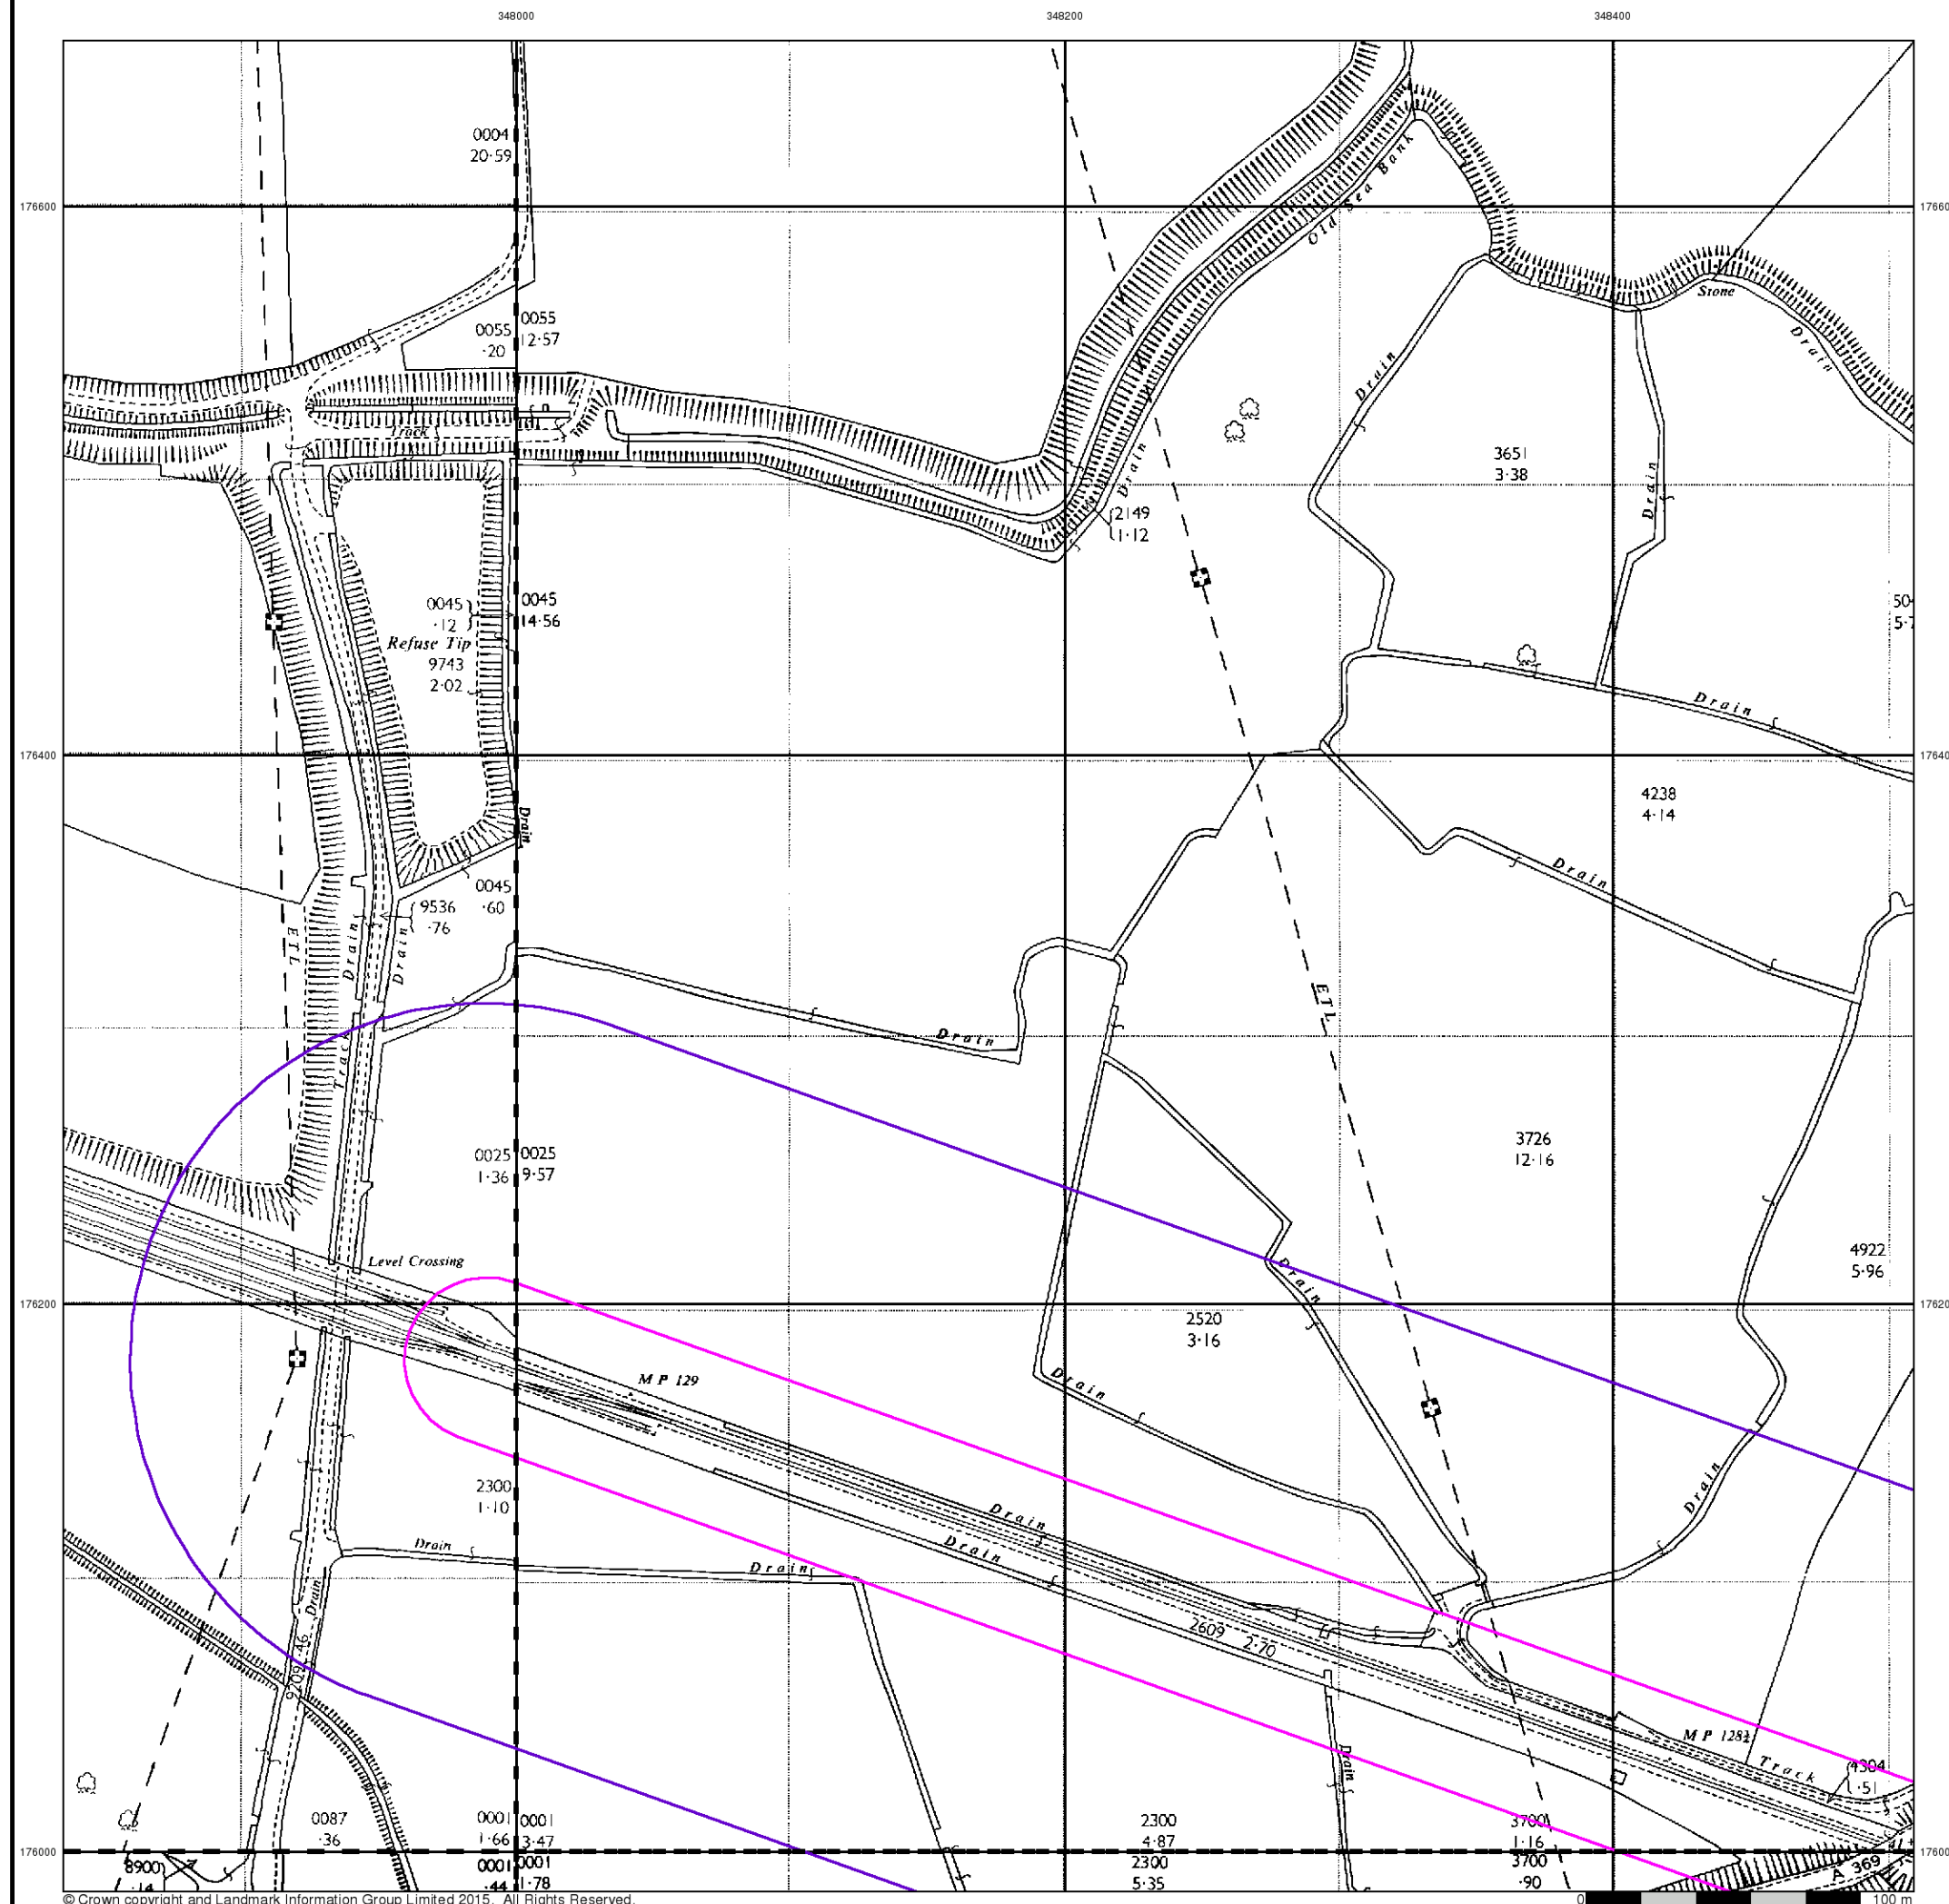 348000
348200
348400
0004
20·59
176600
Old Sea Bank
Stone
Drain
0055
·20
0055
12·57
Drain
Track
Drain
3651
3·38
Drain
2149
1·12
0045
·12
0045
14·56
Refuse Tip
9743
2·02
Drain
176400
4238
4·14
Drain
Drain
0045
·60
9536
·76
ETL
Drain
Drain
ETL
Drain
Track
3726
12·16
0025
1·36
0025
9·57
4922
5·96
Level Crossing
Drain
176200
2520
3·16
Drain
M P 129
2300
1·10
Drain
Drain
Drain
Drain
Drain
Drain
2609 2·70
9209 ·46
M P 128½
Track
4304
·51
Drain
0087
·36
0001
1·66
0001
3·47
2300
4·87
3700
1·16
176000
8900
·14
0001
·44
0001
1·78
2300
5·35
3700
·90
A 369
© Crown copyright and Landmark Information Group Limited 2015. All Rights Reserved.
0
100 m